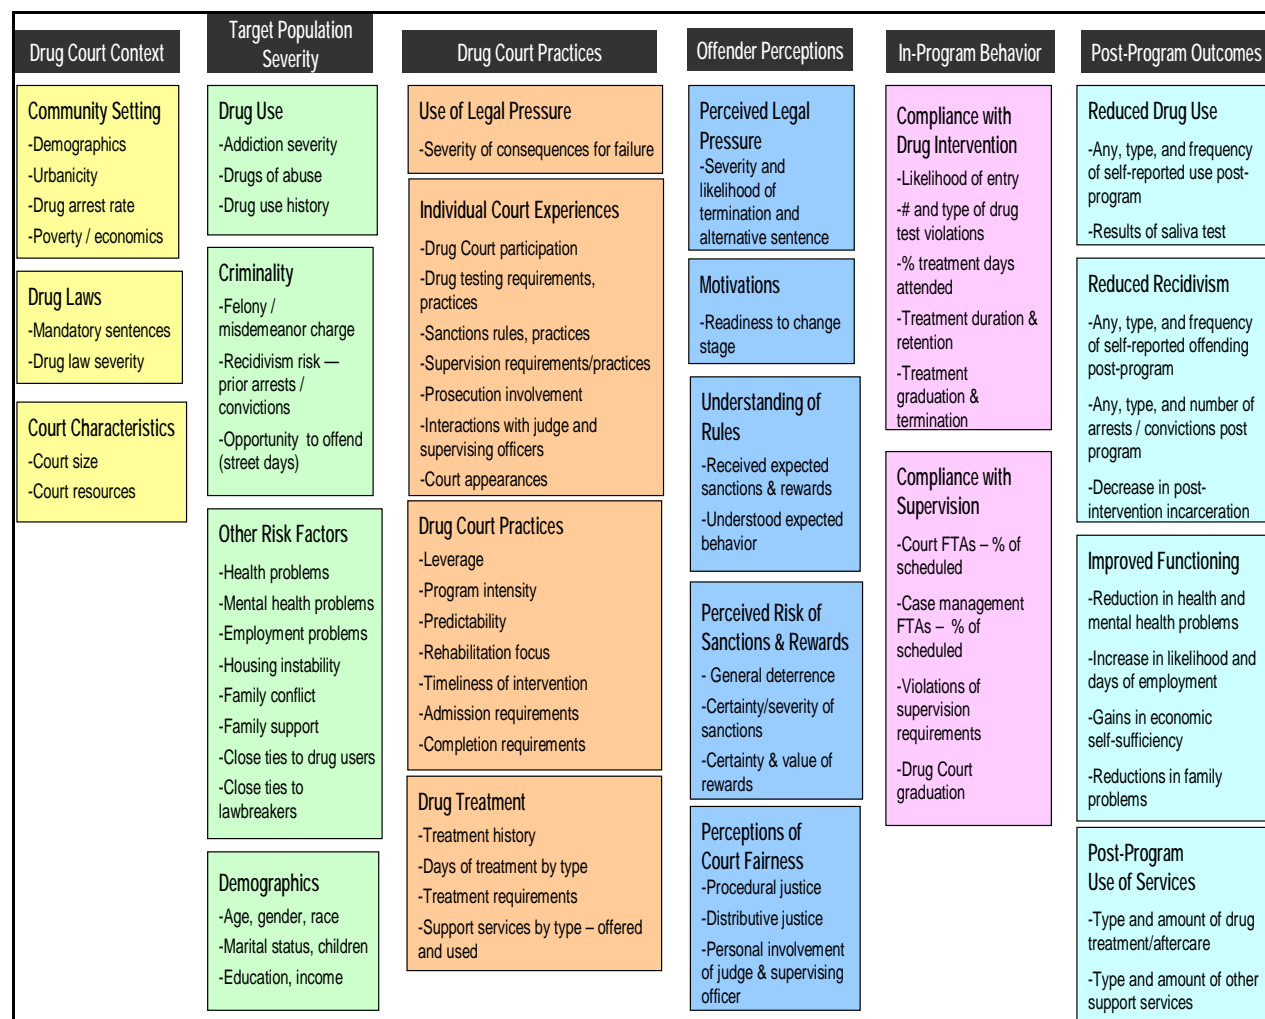 Drug Court Context
Target Population
Severity
Drug Court Practices
Offender Perceptions
In-Program Behavior
Post-Program Outcomes
Community Setting
-Demographics
-Urbanicity
-Drug arrest rate
-Poverty / economics
Drug Laws
-Mandatory sentences
-Drug law severity
Court Characteristics
-Court size
-Court resources
Drug Use
-Addiction severity
-Drugs of abuse
-Drug use history
Criminality
-Felony /
misdemeanor charge
-Recidivism risk —
prior arrests /
convictions
-Opportunity to offend
(street days)
Other Risk Factors
-Health problems
-Mental health problems
-Employment problems
-Housing instability
-Family conflict
-Family support
-Close ties to drug users
-Close ties to
lawbreakers
Demographics
-Age, gender, race
-Marital status, children
-Education, income
Use of Legal Pressure
-Severity of consequences for failure
Individual Court Experiences
-Drug Court participation
-Drug testing requirements,
practices
-Sanctions rules, practices
-Supervision requirements/practices
-Prosecution involvement
-Interactions with judge and
supervising officers
-Court appearances
Drug Court Practices
-Leverage
-Program intensity
-Predictability
-Rehabilitation focus
-Timeliness of intervention
-Admission requirements
-Completion requirements
Drug Treatment
-Treatment history
-Days of treatment by type
-Treatment requirements
-Support services by type – offered
and used
Perceived Legal
Pressure
-Severity and
likelihood of
termination and
alternative sentence
Motivations
-Readiness to change
stage
Understanding of
Rules
-Received expected
sanctions & rewards
-Understood expected
behavior
Perceived Risk of
Sanctions & Rewards
- General deterrence
-Certainty/severity of
sanctions
-Certainty & value of
rewards
Perceptions of
Court Fairness
-Procedural justice
-Distributive justice
-Personal involvement
of judge & supervising
officer
Compliance with
Drug Intervention
-Likelihood of entry
-# and type of drug
test violations
-% treatment days
attended
-Treatment duration &
retention
-Treatment
graduation &
termination
Compliance with
Supervision
-Court FTAs – % of
scheduled
-Case management
FTAs – % of
scheduled
-Violations of
supervision
requirements
-Drug Court
graduation
Reduced Drug Use
-Any, type, and frequency
of self-reported use post-
program
-Results of saliva test
Reduced Recidivism
-Any, type, and frequency
of self-reported offending
post-program
-Any, type, and number of
arrests / convictions post
program
-Decrease in post-
intervention incarceration
Improved Functioning
-Reduction in health and
mental health problems
-Increase in likelihood and
days of employment
-Gains in economic
self-sufficiency
-Reductions in family
problems
Post-Program
Use of Services
-Type and amount of drug
treatment/aftercare
-Type and amount of other
support services